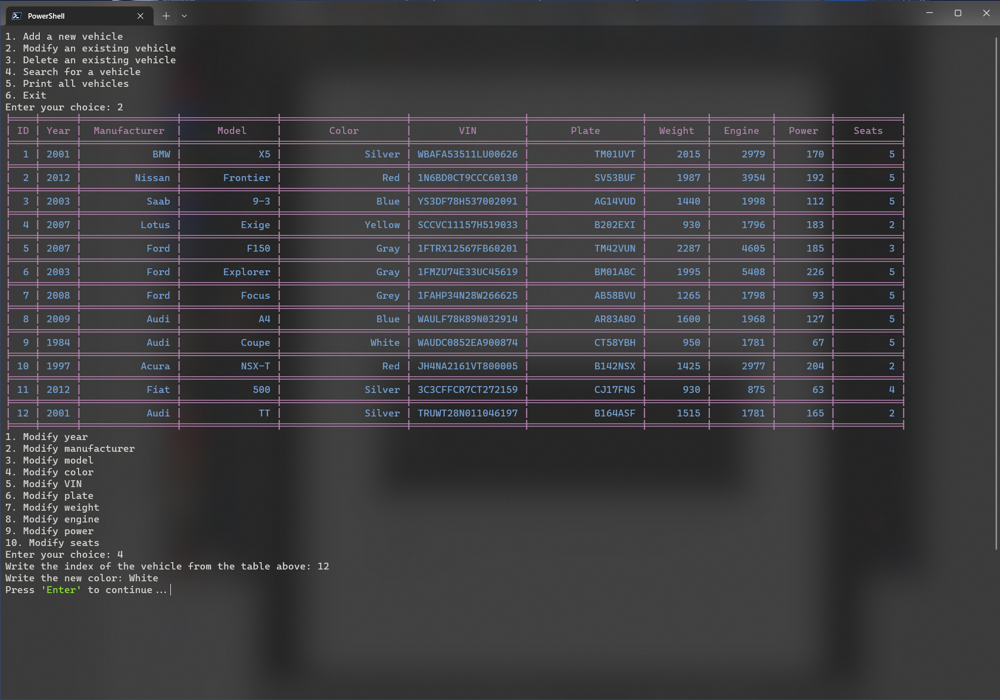 PowerShell
1. Add a new vehicle
2. Modify an existing vehicle
3. Delete an existing vehicle
4. Search for a vehicle
5. Print all vehicles
6. Exit
Enter your choice: 2
ID Year Manufacturer Model Color VIN Plate Weight Engine Power Seats
1 2001 BMW X5 Silver WBAFA53511LU00626 TM01UVT 2015 2979 170 5
2 2012 Nissan Frontier Red 1N6BD0CT9CCC60130 SV53BUF 1987 3954 192 5
3 2003 Saab 9-3 Blue YS3DF78H537002091 AG14VUD 1440 1998 112 5
4 2007 Lotus Exige Yellow SCCVC11157H519033 B202EXI 930 1796 183 2
5 2007 Ford F150 Gray 1FTRX12567FB60201 TM42VUN 2287 4605 185 3
6 2003 Ford Explorer Gray 1FMZU74E33UC45619 BM01ABC 1995 5408 226 5
7 2008 Ford Focus Grey 1FAHP34N28W266625 AB58BVU 1265 1798 93 5
8 2009 Audi A4 Blue WAULF78K89N032914 AR83ABO 1600 1968 127 5
9 1984 Audi Coupe White WAUDC0852EA900874 CT58YBH 950 1781 67 5
10 1997 Acura NSX-T Red JH4NA2161VT800005 B142NSX 1425 2977 204 2
11 2012 Fiat 500 Silver 3C3CFFCR7CT272159 CJ17FNS 930 875 63 4
12 2001 Audi TT Silver TRUWT28N011046197 B164ASF 1515 1781 165 2
1. Modify year
2. Modify manufacturer
3. Modify model
4. Modify color
5. Modify VIN
6. Modify plate
7. Modify weight
8. Modify engine
9. Modify power
10. Modify seats
Enter your choice: 4
Write the index of the vehicle from the table above: 12
Write the new color: White
Press 'Enter' to continue...